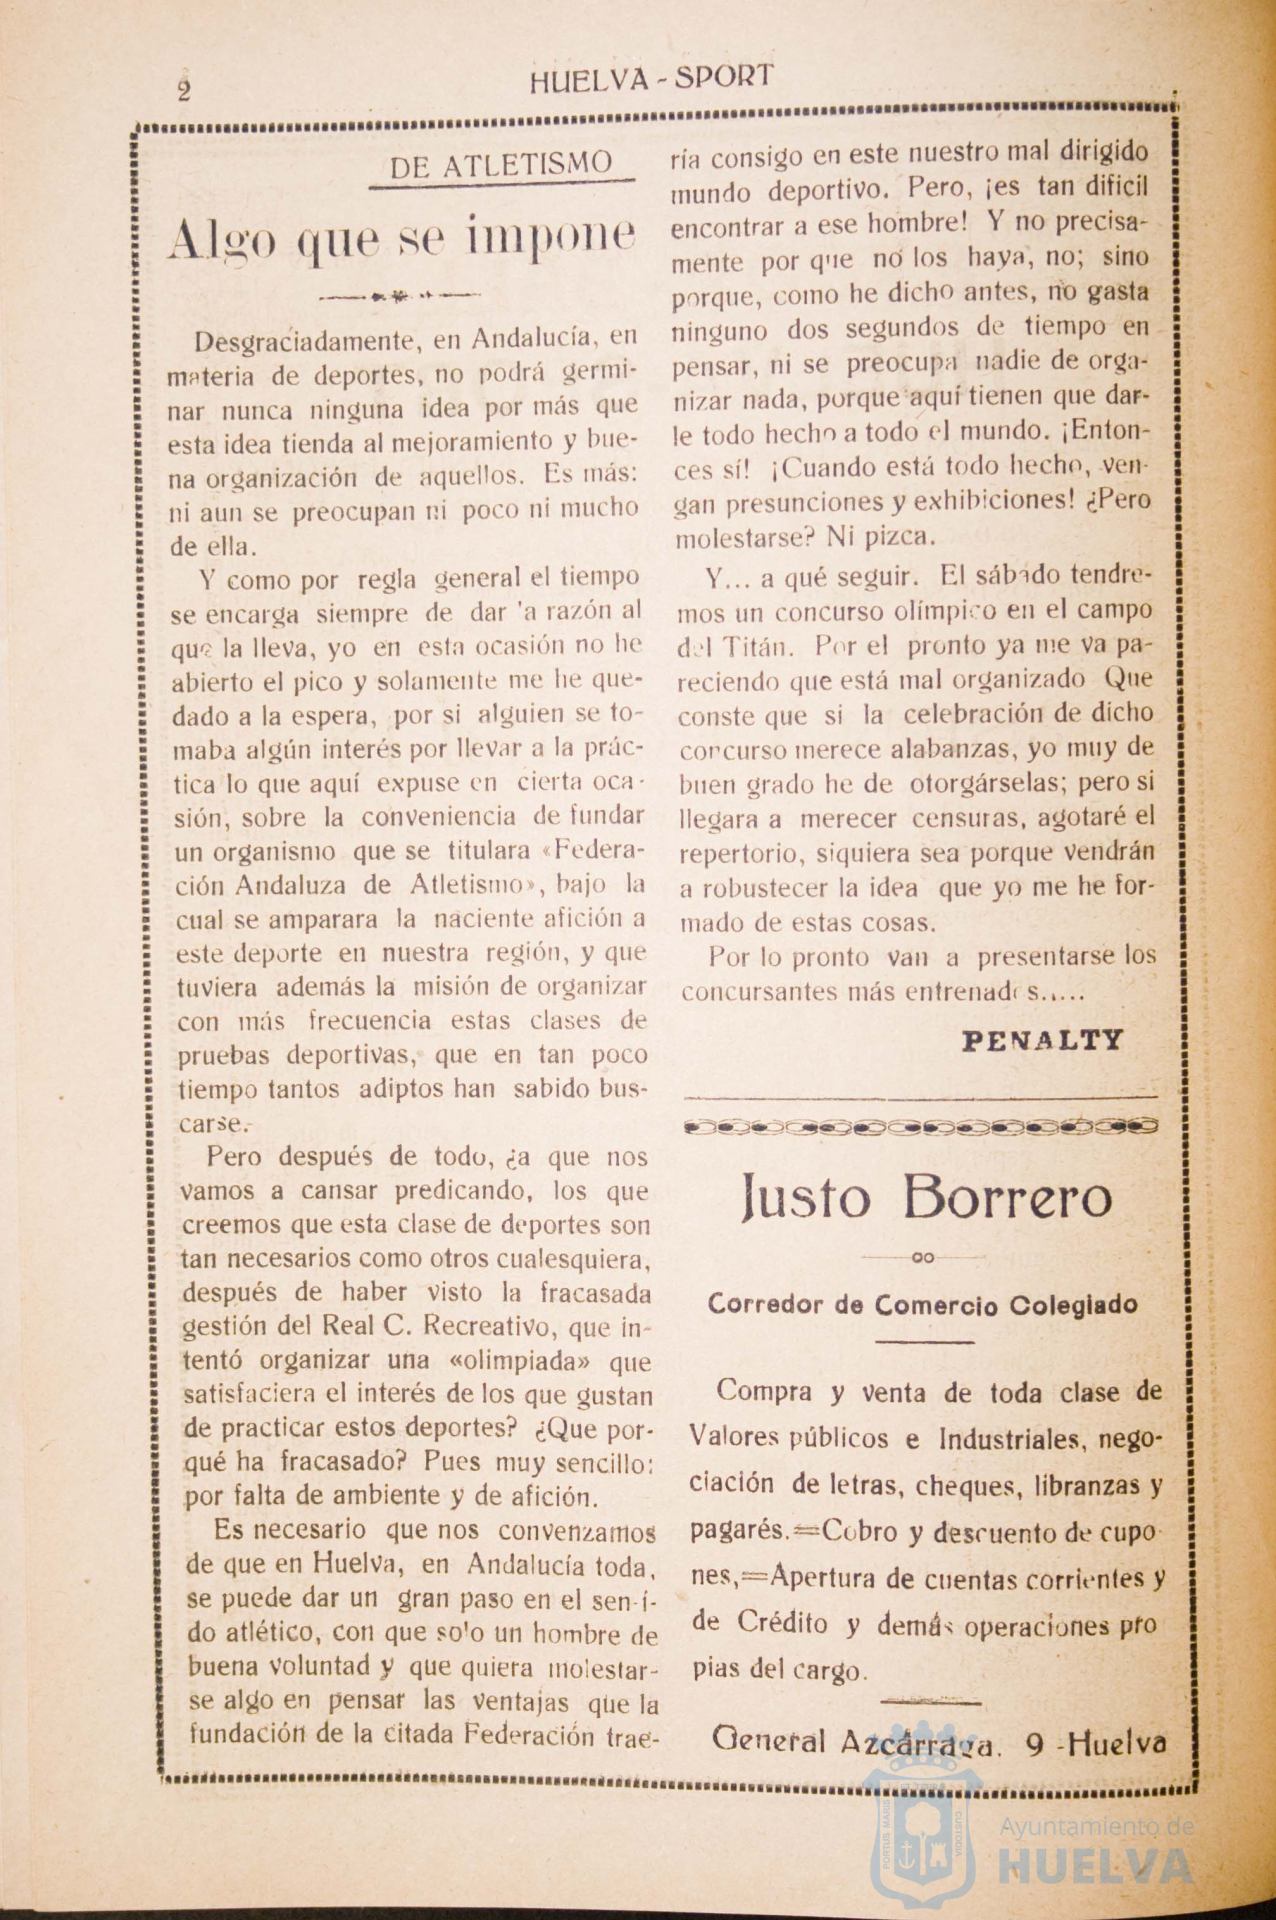 2
HUELVA - SPORT
DE ATLETISMO
Algo que se impone
Desgraciadamente, en Andalucía, en
materia de deportes, no podrá germi-
nar nunca ninguna idea por más que
esta idea tienda al mejoramiento y bue-
na organización de aquellos. Es más:
ni aun se preocupan ni poco ni mucho
de ella.
Y como por regla general el tiempo
se encarga siempre de dar 'a razón al
que la lleva, yo en esta ocasión no he
abierto el pico y solamente me he que-
dado a la espera, por si alguien se to-
maba algún interés por llevar a la prác-
tica lo que aquí expuse en cierta oca-
sión, sobre la conveniencia de fundar
un organismo que se titulara «Federa-
ción Andaluza de Atletismo», bajo la
cual se amparara la naciente afición a
este deporte en nuestra región, y que
tuviera además la misión de organizar
con más frecuencia estas clases de
pruebas deportivas, que en tan poco
tiempo tantos adiptos han sabido bus-
carse.
Pero después de todo, ¿a que nos
vamos a cansar predicando, los que
creemos que esta clase de deportes son
tan necesarios como otros cualesquiera,
después de haber visto la fracasada
gestión del Real C. Recreativo, que in-
tentó organizar una «olimpiada» que
satisfaciera el interés de los que gustan
de practicar estos deportes? ¿Que por-
qué ha fracasado? Pues muy sencillo:
por falta de ambiente y de afición.
Es necesario que nos convenzamos
de que en Huelva, en Andalucía toda,
se puede dar un gran paso en el sen-í-
do atlético, con que so'o un hombre de
buena voluntad y que quiera molestar-
se algo en pensar las ventajas que la
fundación de la citada Federación trae-
ría consigo en este nuestro mal dirigido
mundo deportivo. Pero, ¡es tan dificil
encontrar a ese hombre! Y no precisa-
mente por que no los haya, no; sino
porque, como he dicho antes, no gasta
ninguno dos segundos de tiempo en
pensar, ni se preocupa nadie de orga-
nizar nada, porque aquí tienen que dar-
le todo hecho a todo el mundo. ¡Enton-
ces sí! ¡Cuando está todo hecho, ven-
gan presunciones y exhibiciones! ¿Pero
molestarse? Ni pizca.
Y... a qué seguir. El sábado tendre-
mos un concurso olímpico en el campo
del Titán. Por el pronto ya me va pa-
reciendo que está mal organizado Que
conste que si la celebración de dicho
concurso merece alabanzas, yo muy de
buen grado he de otorgárselas; pero si
llegara a merecer censuras, agotaré el
repertorio, siquiera sea porque vendrán
a robustecer la idea que yo me he for-
mado de estas cosas.
Por lo pronto van a presentarse los
concursantes más entrenados.....
PENALTY
Justo Borrero
Corredor de Comercio Colegiado
Compra y venta de toda clase de
Valores públicos e Industriales, nego-
ciación de letras, cheques, libranzas y
pagarés.=Cobro y descuento de cupo-
nes,=Apertura de cuentas corrientes y
de Crédito y demás operaciones pro
pias del cargo.
General Azcárraga. 9 -Huelva
PORTUS MARIS
CUSTODIA
Ayuntamiento de
HUELVA